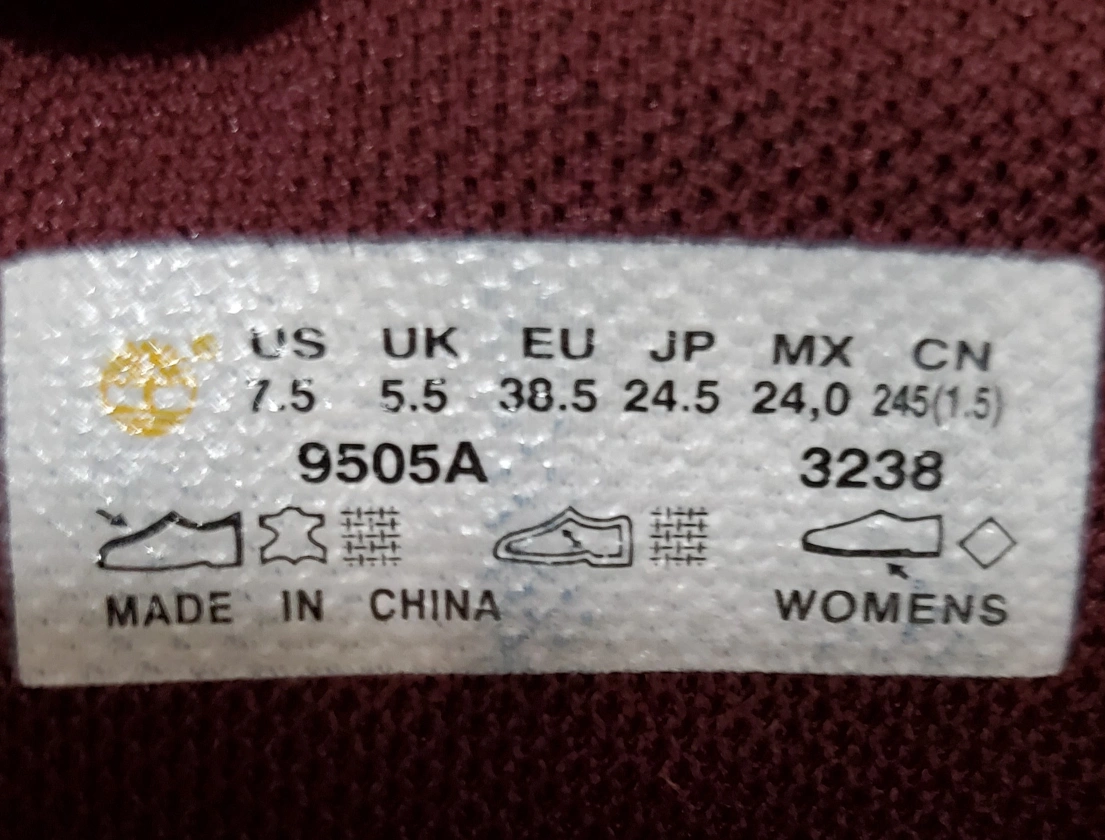 US UK EU JP MX CN
7.5 5.5 38.5 24.5 24,0 245(1.5)
9505A 3238
MADE IN CHINA WOMENS